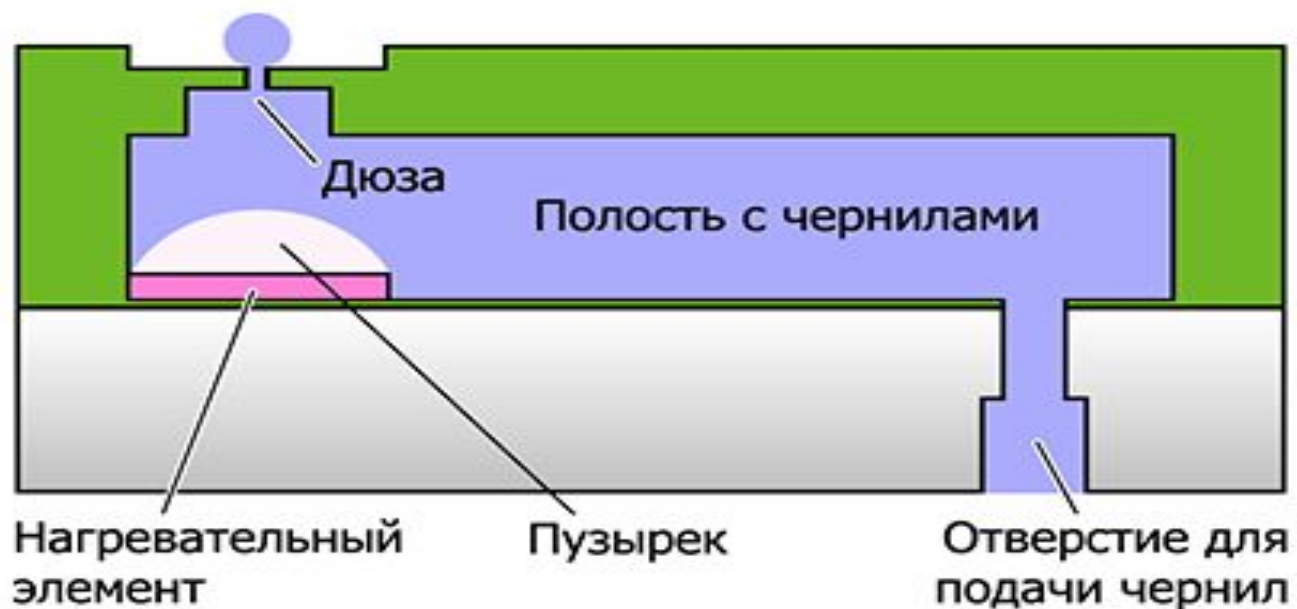 Дюза
Полость с чернилами
Нагревательный
элемент
Пузырек
Отверстие для
подачи чернил